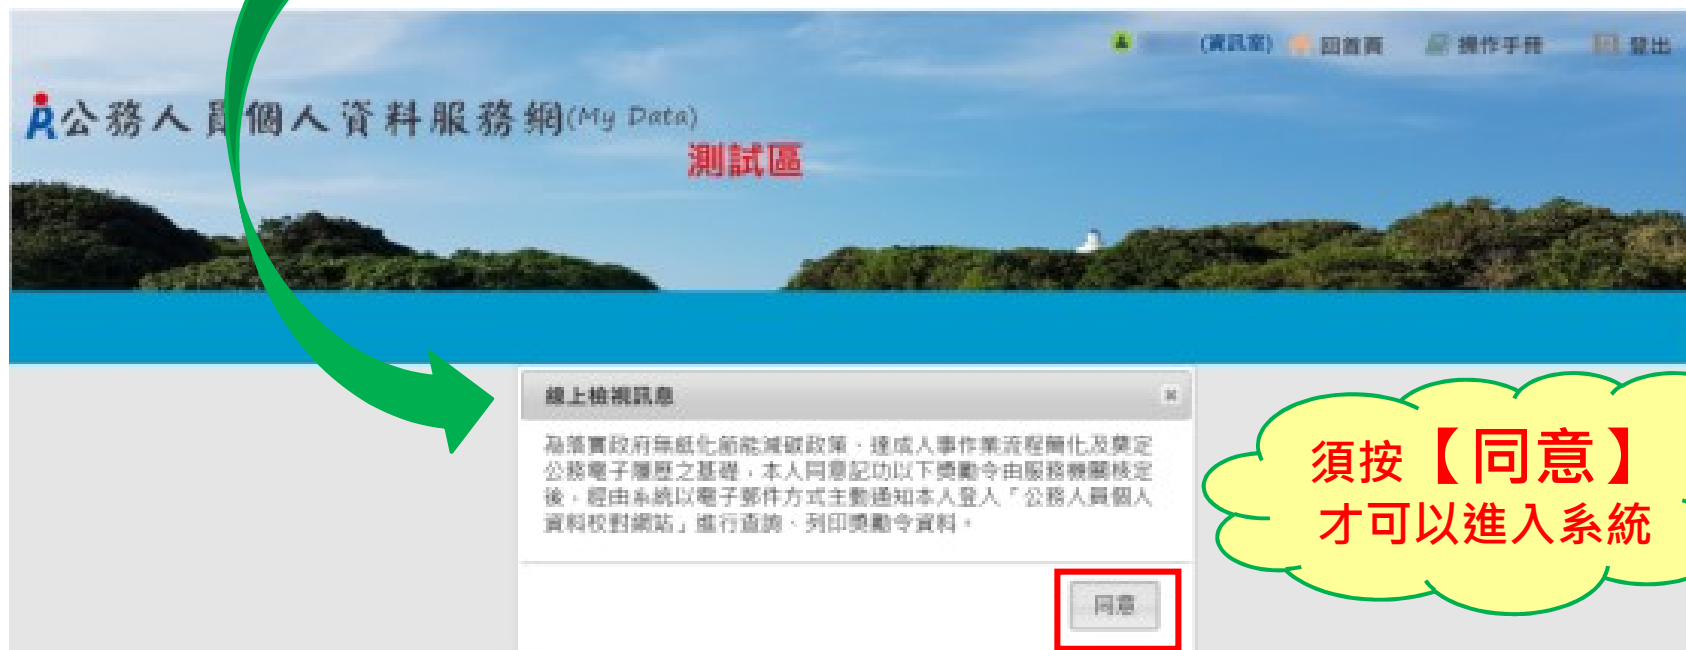 (資訊室) 回首頁 操作手冊 登出
公務人員個人資料服務網(My Data)
測試區
線上檢視訊息
為落實政府無紙化節能減碳政策，達成人事作業流程簡化及奠定
公務電子履歷之基礎，本人同意記功以下獎勵令由服務機關核定
後，經由系統以電子郵件方式主動通知本人登入「公務人員個人
資料校對網站」進行查詢、列印獎勵令資料。
同意
須按【同意】
才可以進入系統